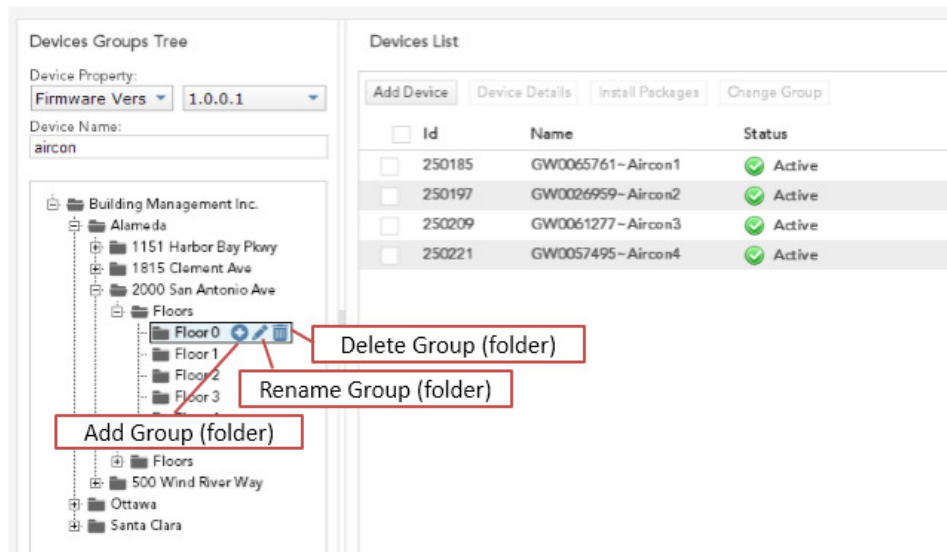 Devices Groups Tree
Device Property:
Firmware Vers
1.0.0.1
Device Name:
aircon
Building Management Inc.
Alameda
1151 Harbor Bay Pkwy
1815 Clement Ave
2000 San Antonio Ave
Floors
Floor 0
Floor 1
Floor 2
Floor 3
Floors
500 Wind River Way
Ottawa
Santa Clara
Delete Group (folder)
Rename Group (folder)
Add Group (folder)
Devices List
Add Device
Device Details
Install Packages
Change Group
Id Name Status
250185 GW0065761~Aircon1 Active
250197 GW0026959~Aircon2 Active
250209 GW0061277~Aircon3 Active
250221 GW0057495~Aircon4 Active